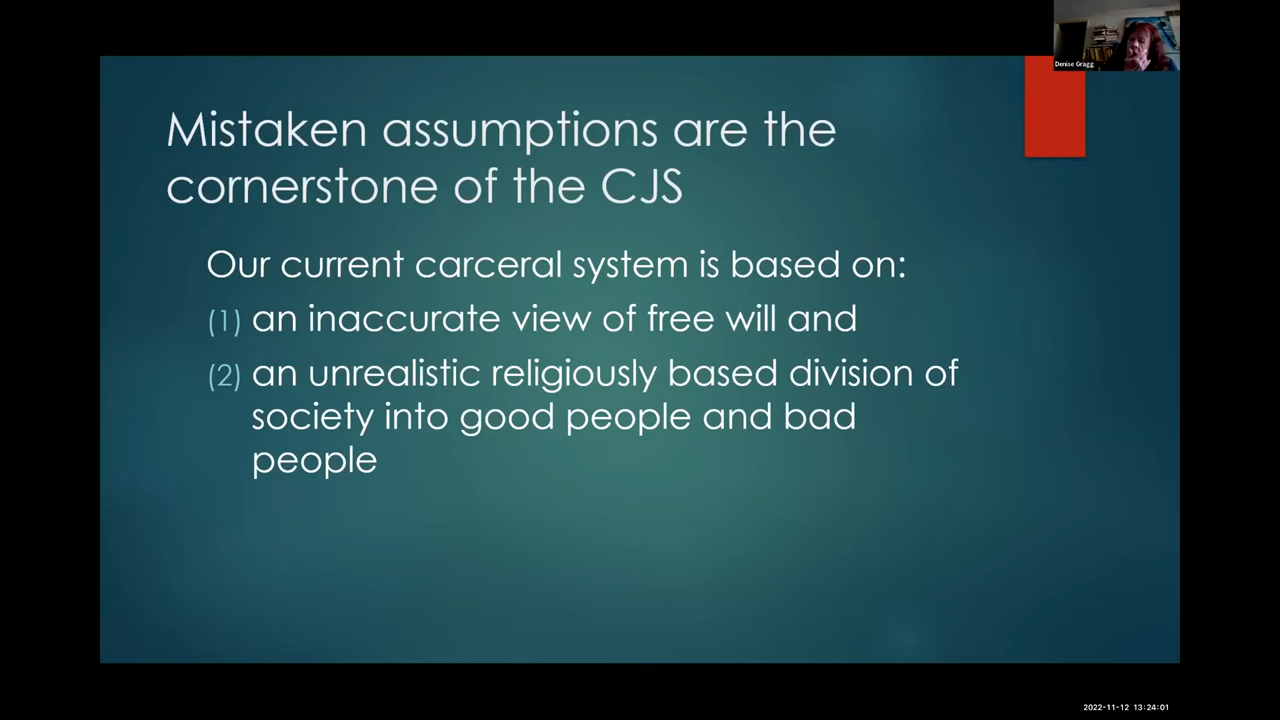 Denise Gragg
Mistaken assumptions are the
cornerstone of the CJS
Our current carceral system is based on:
(1) an inaccurate view of free will and
(2) an unrealistic religiously based division of
society into good people and bad
people
2022-11-12 13:24:01